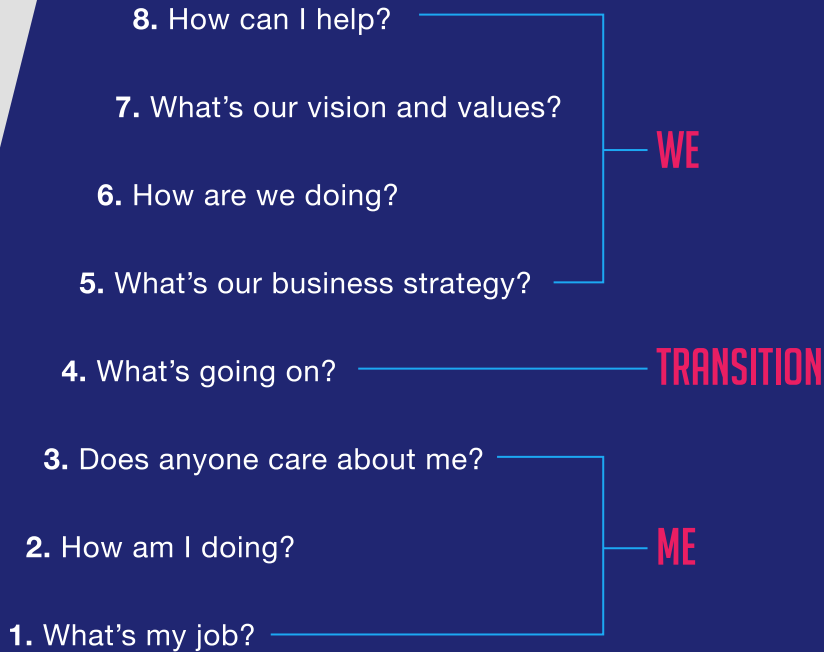 8. How can I help?
7. What’s our vision and values?
WE
6. How are we doing?
5. What’s our business strategy?
4. What’s going on?
TRANSITION
3. Does anyone care about me?
2. How am I doing?
ME
1. What’s my job?